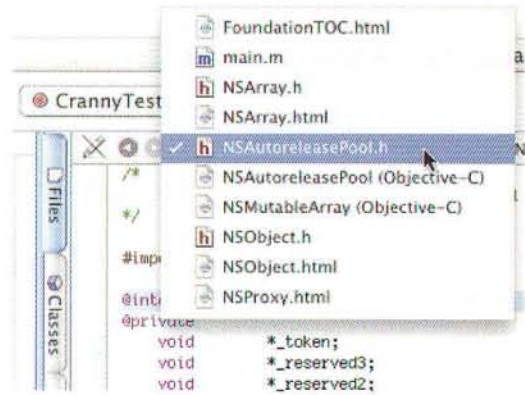 FoundationTOC.html
m main.m
h NSArray.h
CrannyTest
NSArray.html
✓ h NSAutoreleasePool.h
N
Files
/*
NSAutoreleasePool (Objective-C)
*/
NSMutableArray (Objective-C)
h NSObject.h
#impo
NSObject.html
Classes
@inte
NSProxy.html
@private
void *_token;
void *_reserved3;
void *_reserved2;